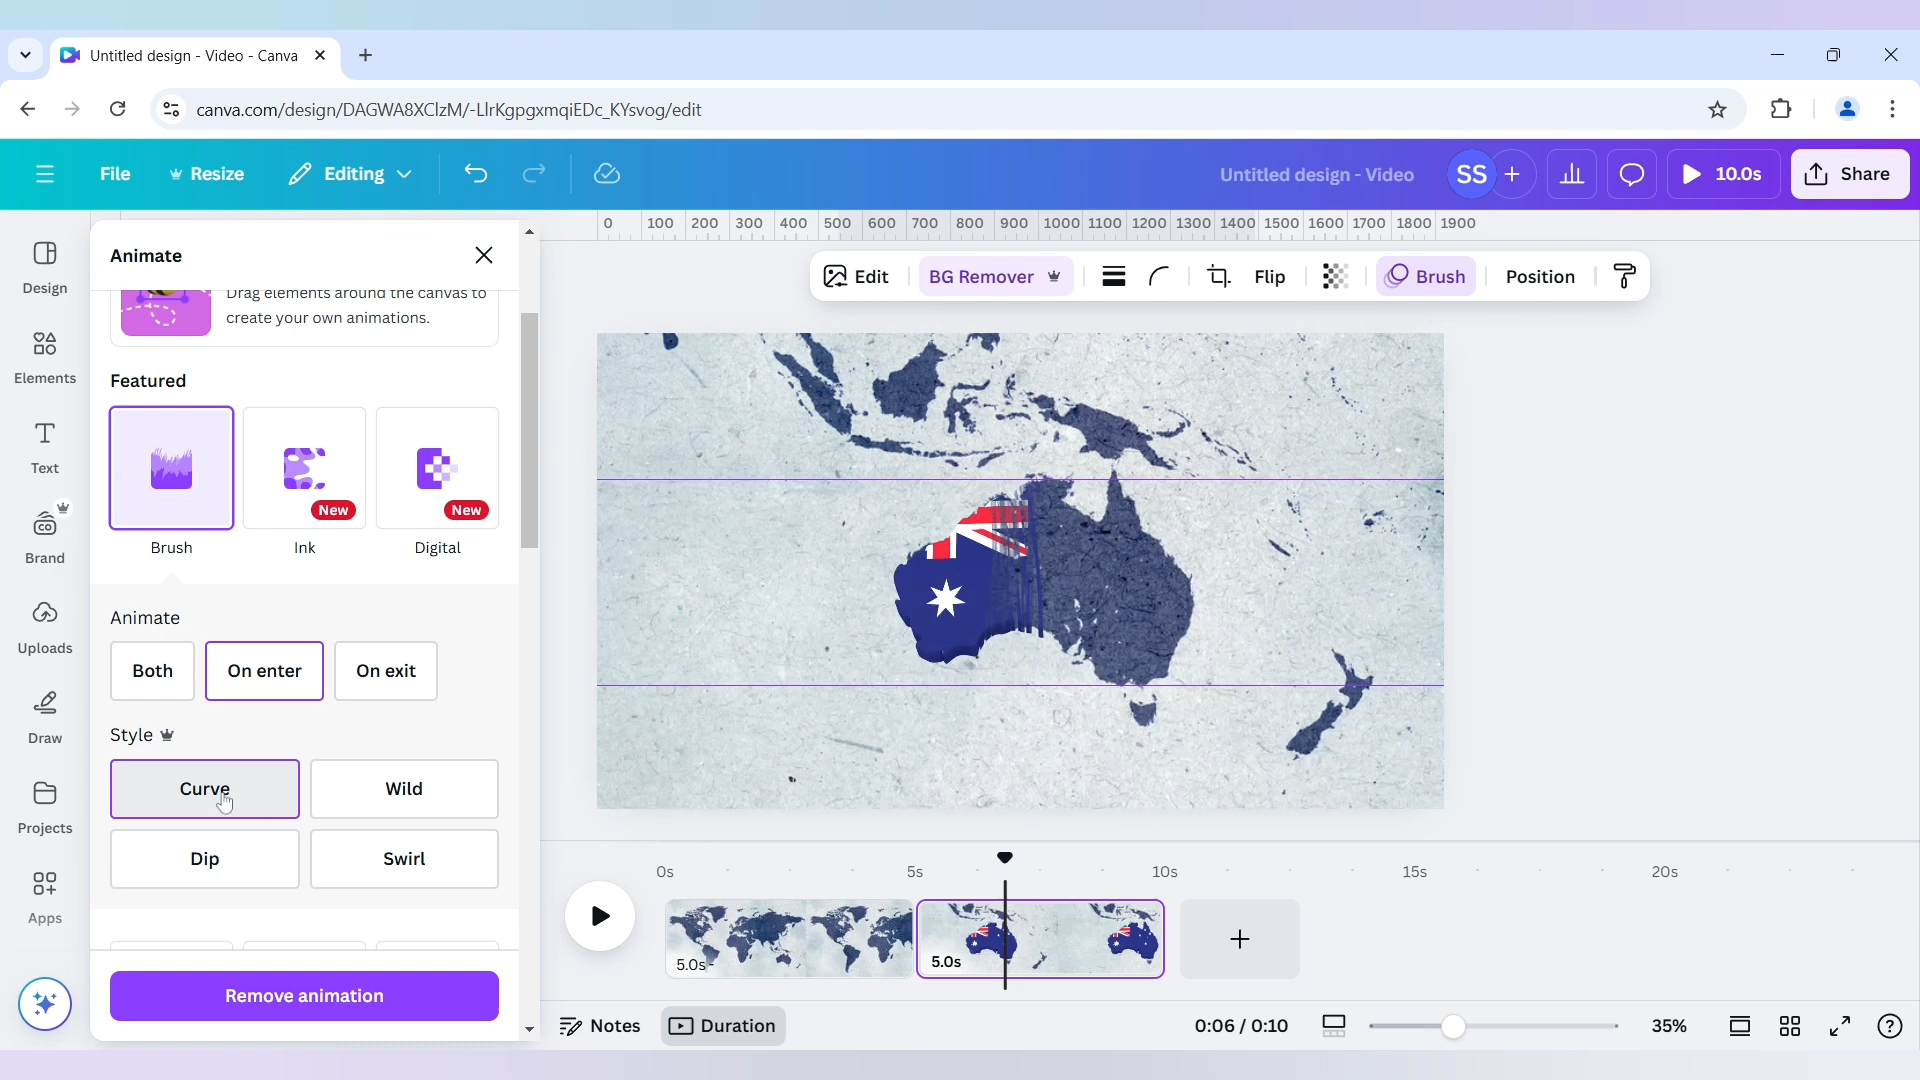 Untitled design - Video - Canva
canva.com/design/DAGWA8XClzM/-LlrKgpgxmqiEDc_KYsvog/edit
File
Resize
Editing
Untitled design - Video
SS
10.0s
Share
0 100 200 300 400 500 600 700 800 900 1000 1100 1200 1300 1400 1500 1600 1700 1800 1900
Design
Elements
Text
Brand
Uploads
Draw
Projects
Apps
Animate
Drag elements around the canvas to
create your own animations.
Featured
New
New
Brush
Ink
Digital
Animate
Both
On enter
On exit
Style
Curve
Wild
Dip
Swirl
Remove animation
Edit
BG Remover
Flip
Brush
Position
0s
5s
10s
15s
20s
5.0s
5.0s
Notes
Duration
0:06 / 0:10
35%